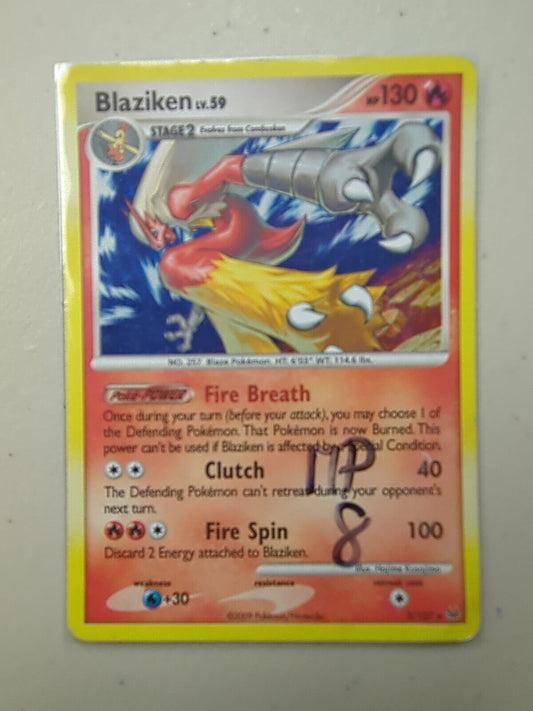 Blaziken LV.59 HP 130
STAGE 2 Evolves from Combusken
NO. 257 Blaze Pokémon HT: 6'03" WT: 114.6 lbs.
Poké-POWER Fire Breath
Once during your turn (before your attack), you may choose 1 of
the Defending Pokémon. That Pokémon is now Burned. This
power can't be used if Blaziken is affected by Special Condition.
Clutch 40
The Defending Pokémon can't retreat during your opponent's
next turn.
Fire Spin 100
Discard 2 Energy attached to Blaziken.
8
Illus. Hajime Kusajima
weakness resistance retreat cost
+30
©2009 Pokémon/Nintendo